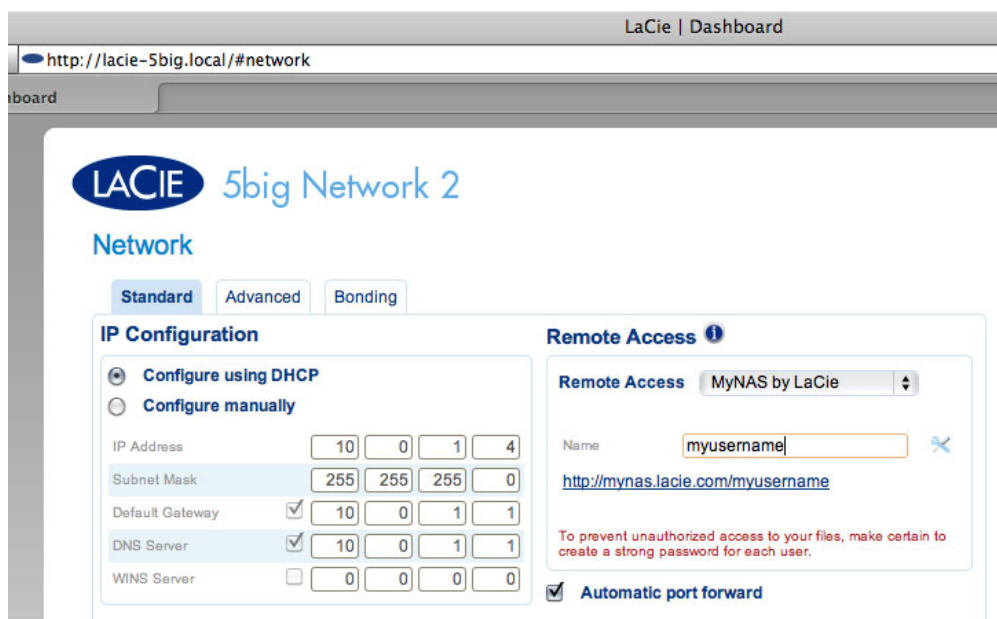 LaCie | Dashboard
http://lacie-5big.local/#network
board
LACIE 5big Network 2
Network
Standard Advanced Bonding
IP Configuration
Configure using DHCP
Configure manually
IP Address 10 0 1 4
Subnet Mask 255 255 255 0
Default Gateway 10 0 1 1
DNS Server 10 0 1 1
WINS Server 0 0 0 0
Remote Access i
Remote Access MyNAS by LaCie
Name myusername
http://mynas.lacie.com/myusername
To prevent unauthorized access to your files, make certain to
create a strong password for each user.
Automatic port forward